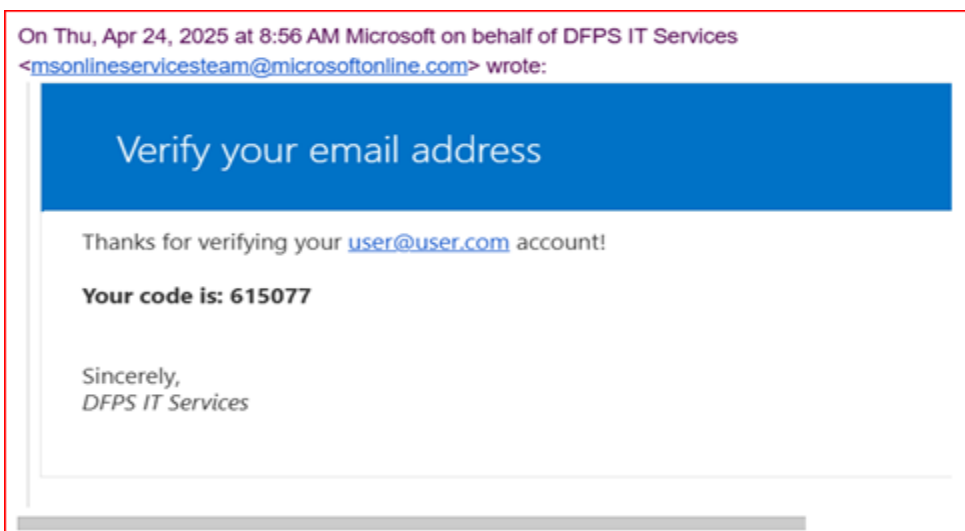 On Thu, Apr 24, 2025 at 8:56 AM Microsoft on behalf of DFPS IT Services
<msonlineservicesteam@microsoftonline.com> wrote:
Verify your email address
Thanks for verifying your user@user.com account!
Your code is: 615077
Sincerely,
DFPS IT Services